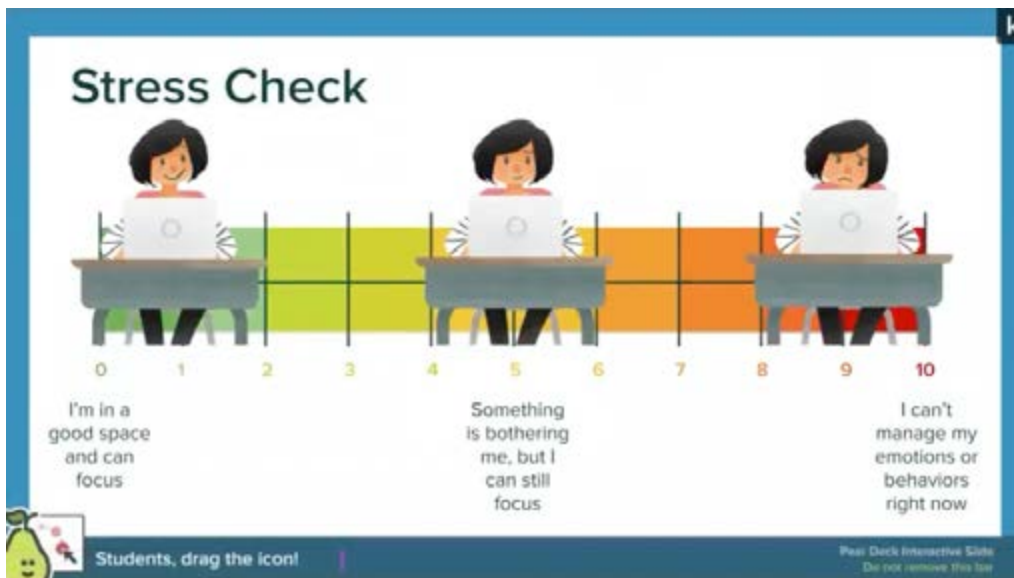 Stress Check
0 1 2 3 4 5 6 7 8 9 10
I'm in a
good space
and can
focus
Something
is bothering
me, but I
can still
focus
I can't
manage my
emotions or
behaviors
right now
Students, drag the icon!
Pear Deck Interactive Slide
Do not remove this bar